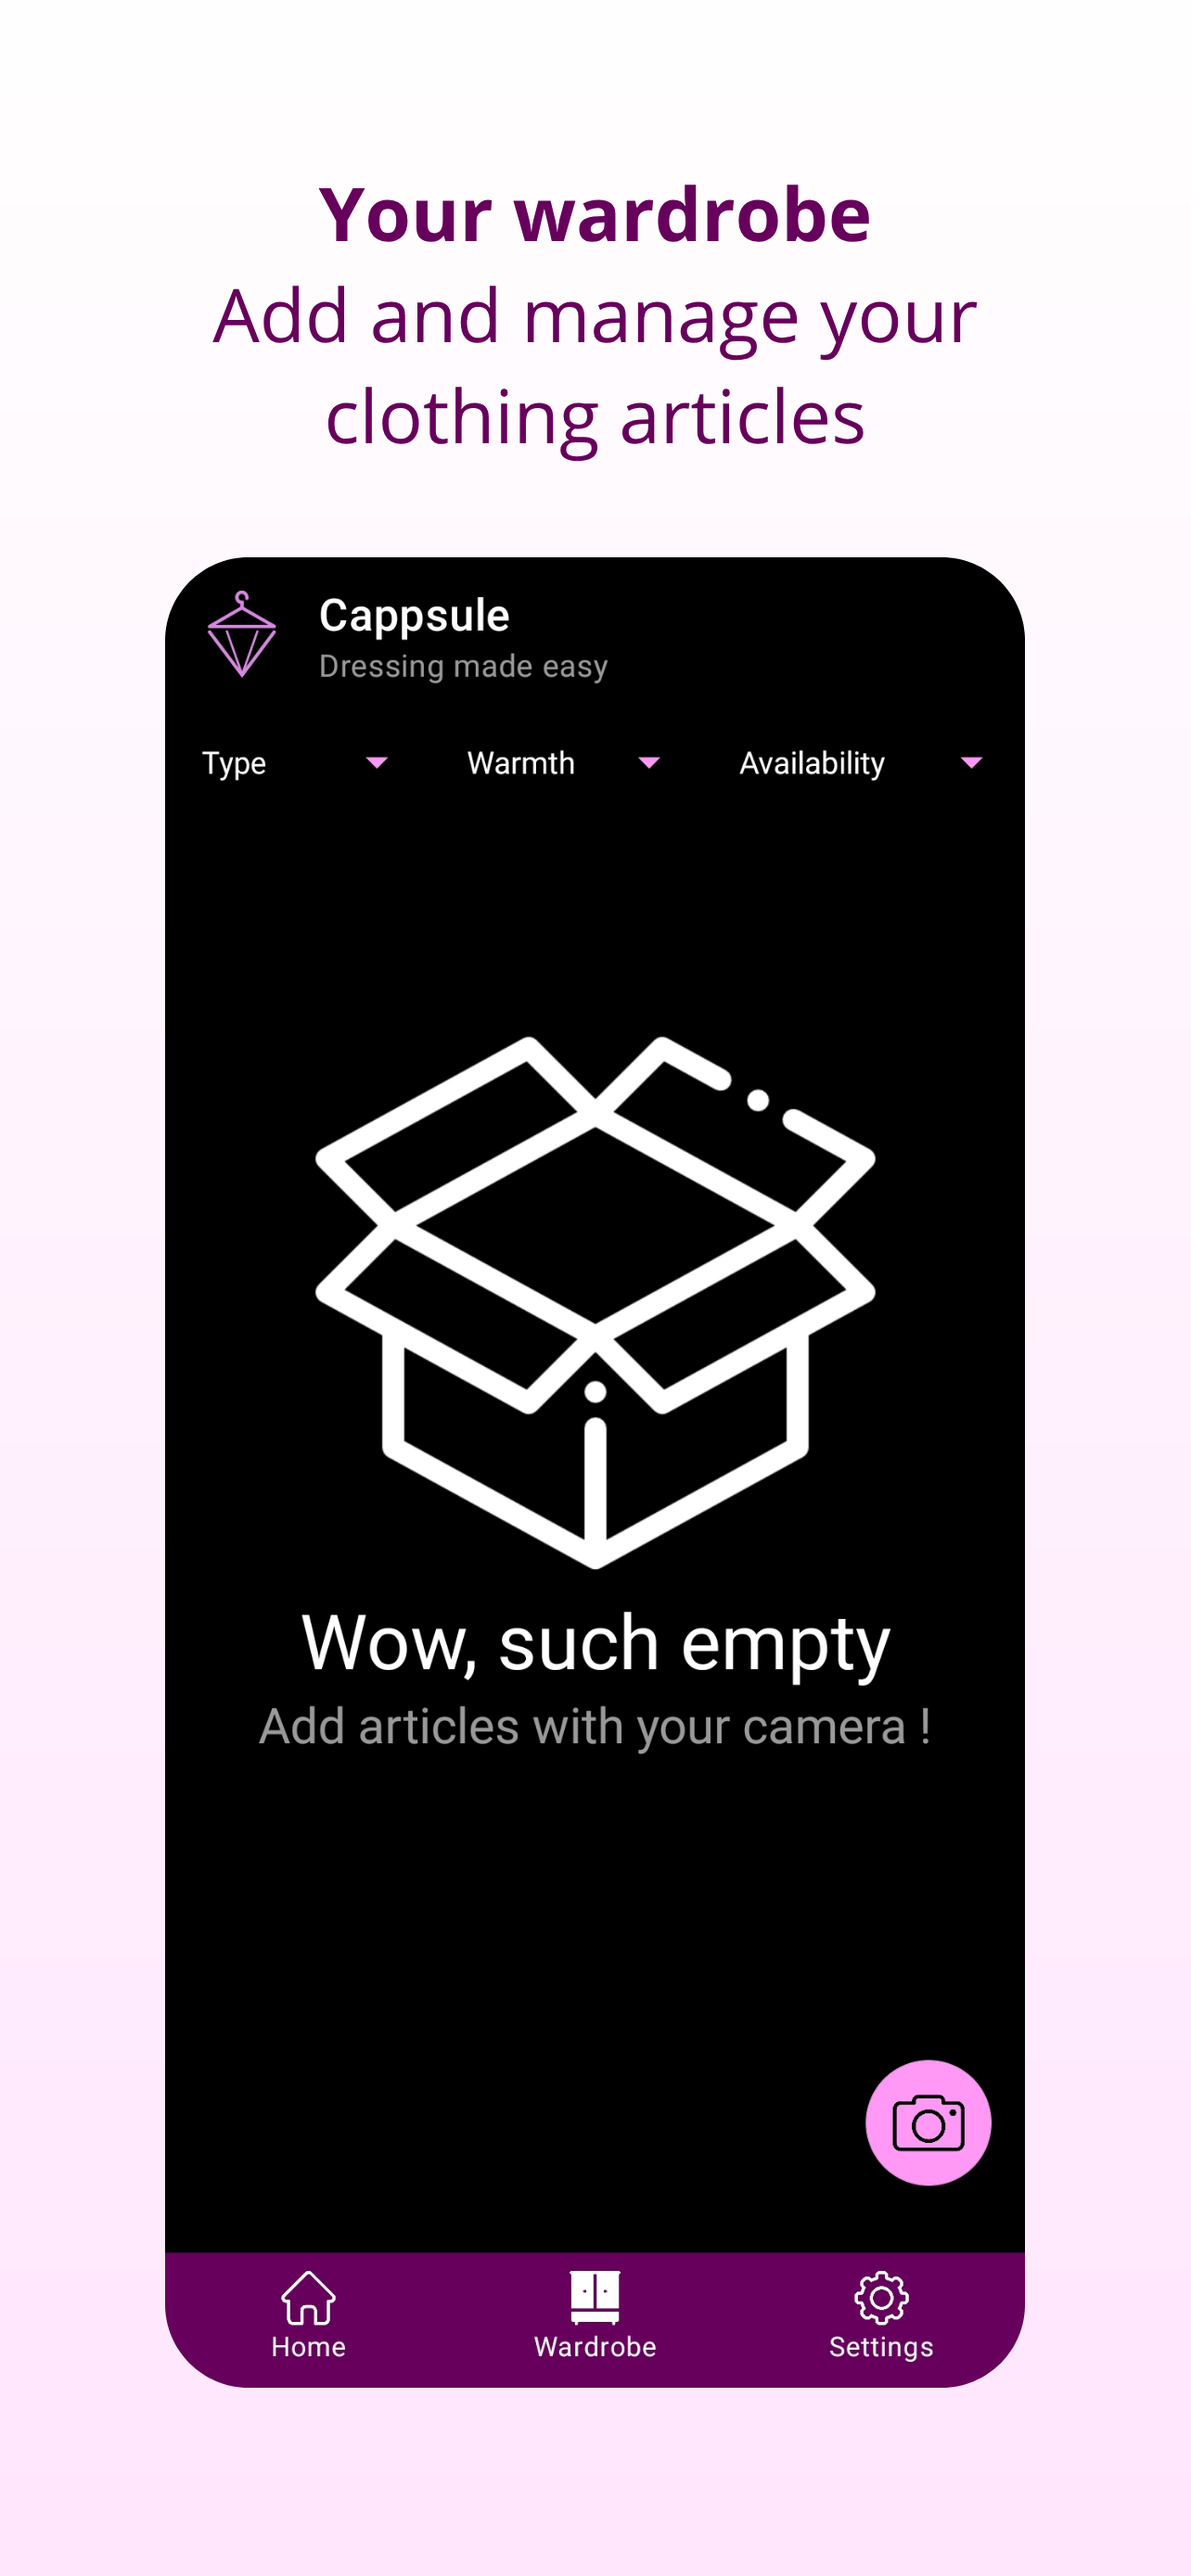 Your wardrobe
Add and manage your
clothing articles
Cappsule
Dressing made easy
Type Warmth Availability
Wow, such empty
Add articles with your camera !
Home Wardrobe Settings